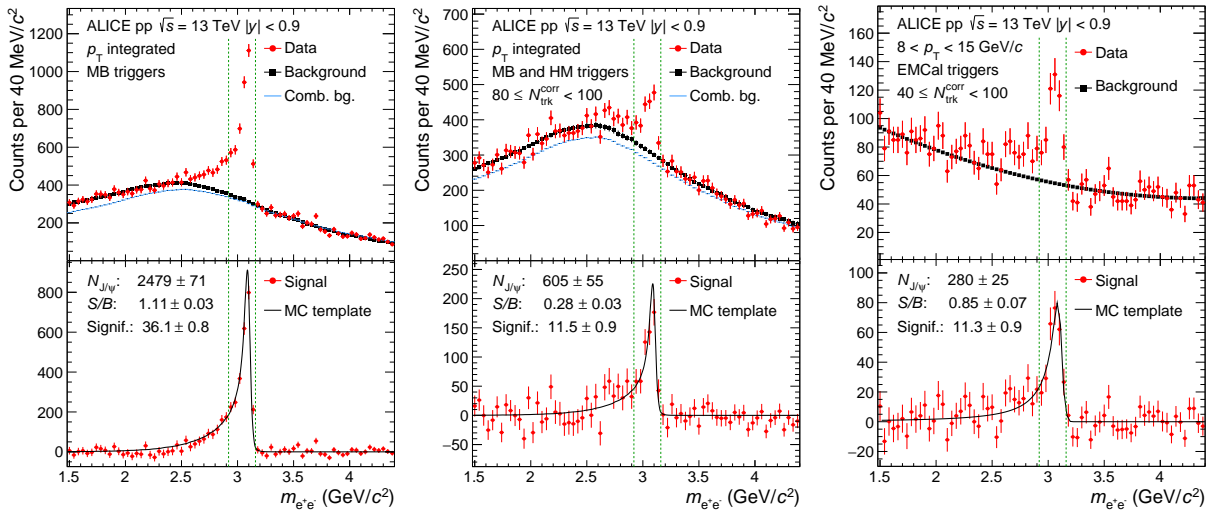 ALICE pp √s = 13 TeV |y| < 0.9
p_T integrated
MB triggers
Data
Background
Comb. bg.
Counts per 40 MeV/c²
1200
1000
800
600
400
200
N_J/ψ: 2479 ± 71
S/B: 1.11 ± 0.03
Signif.: 36.1 ± 0.8
Signal
MC template
800
600
400
200
0
1.5 2 2.5 3 3.5 4
m_e⁺e⁻ (GeV/c²)
ALICE pp √s = 13 TeV |y| < 0.9
p_T integrated
MB and HM triggers
80 ≤ N_trk^corr < 100
Data
Background
Comb. bg.
Counts per 40 MeV/c²
700
600
500
400
300
200
100
0
N_J/ψ: 605 ± 55
S/B: 0.28 ± 0.03
Signif.: 11.5 ± 0.9
Signal
MC template
250
200
150
100
50
0
−50
1.5 2 2.5 3 3.5 4
m_e⁺e⁻ (GeV/c²)
ALICE pp √s = 13 TeV |y| < 0.9
8 < p_T < 15 GeV/c
EMCal triggers
40 ≤ N_trk^corr < 100
Data
Background
Counts per 40 MeV/c²
160
140
120
100
80
60
40
20
0
N_J/ψ: 280 ± 25
S/B: 0.85 ± 0.07
Signif.: 11.3 ± 0.9
Signal
MC template
100
80
60
40
20
0
−20
1.5 2 2.5 3 3.5 4
m_e⁺e⁻ (GeV/c²)